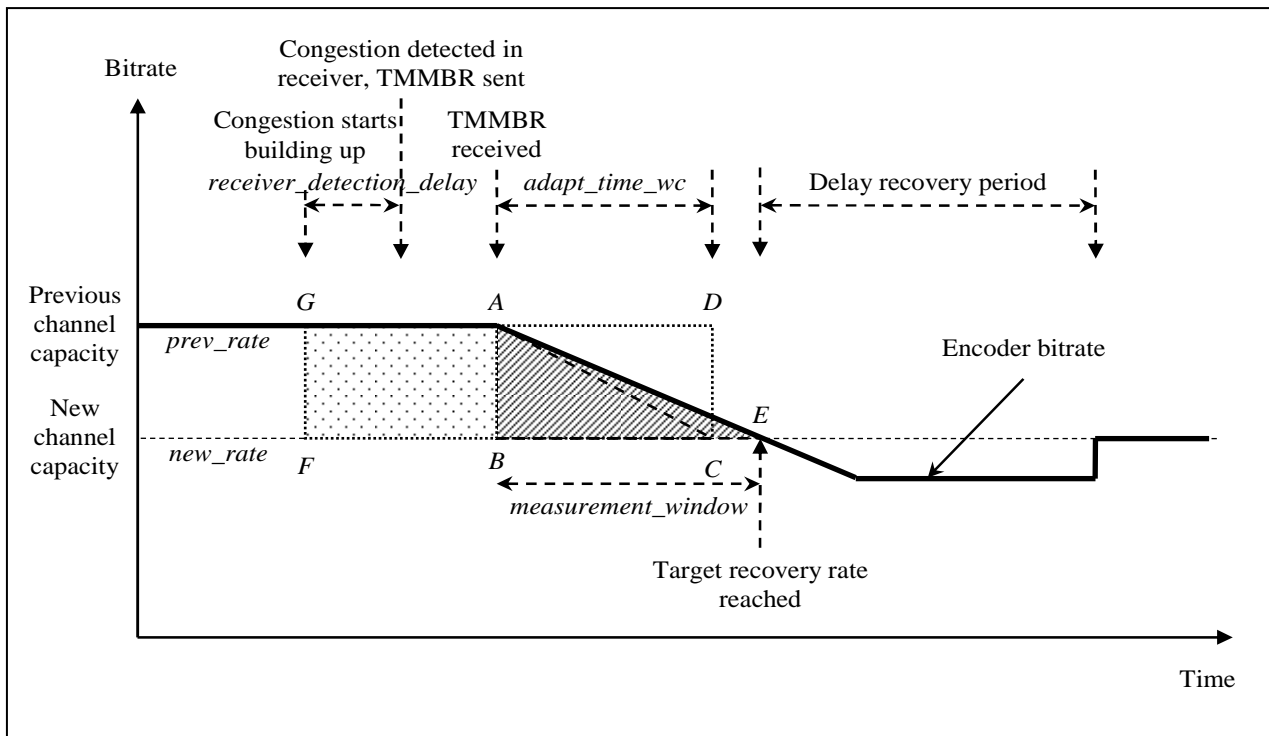 Congestion detected in
receiver, TMMBR sent
Bitrate
Congestion starts
building up
TMMBR
received
receiver_detection_delay
adapt_time_wc
Delay recovery period
Previous
channel
capacity
G
A
D
prev_rate
Encoder bitrate
New
channel
capacity
E
new_rate
F
B
C
measurement_window
Target recovery rate
reached
Time